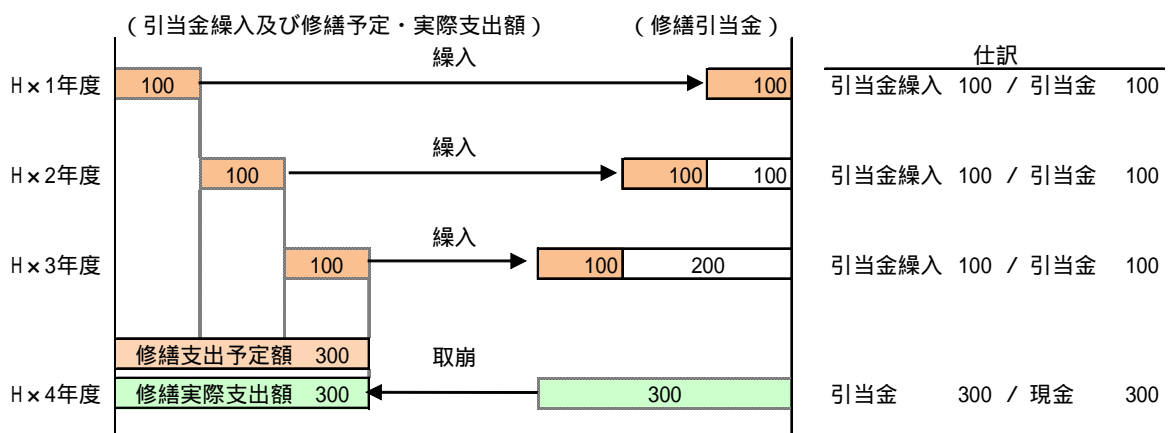 (引当金繰入及び修繕予定・実際支出額) (修繕引当金)
繰入 仕訳
H×1年度 100 100 引当金繰入 100 / 引当金 100
繰入
H×2年度 100 100 100 引当金繰入 100 / 引当金 100
繰入
H×3年度 100 100 200 引当金繰入 100 / 引当金 100
修繕支出予定額 300 取崩
H×4年度 修繕実際支出額 300 300 引当金 300 / 現金 300